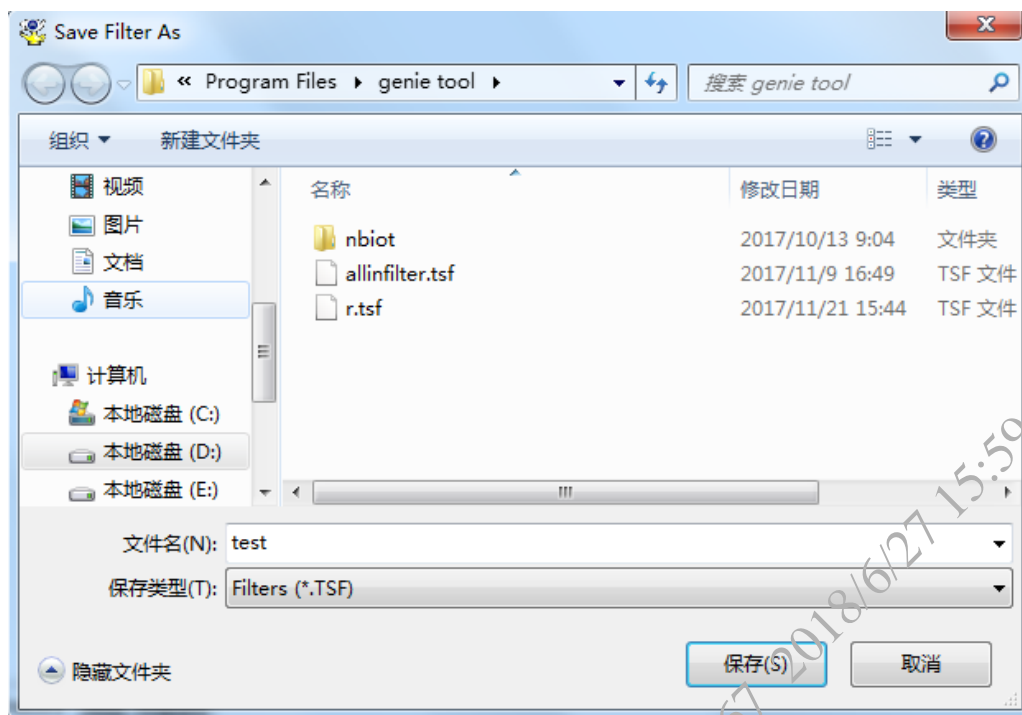 Save Filter As
« Program Files genie tool
搜索 genie tool
组织
新建文件夹
视频
图片
文档
音乐
计算机
本地磁盘 (C:)
本地磁盘 (D:)
本地磁盘 (E:)
名称 修改日期 类型
nbiot 2017/10/13 9:04 文件夹
allinfilter.tsf 2017/11/9 16:49 TSF 文件
r.tsf 2017/11/21 15:44 TSF 文件
文件名(N): test
保存类型(T): Filters (*.TSF)
隐藏文件夹
保存(S)
取消
2018/6/27 15:59